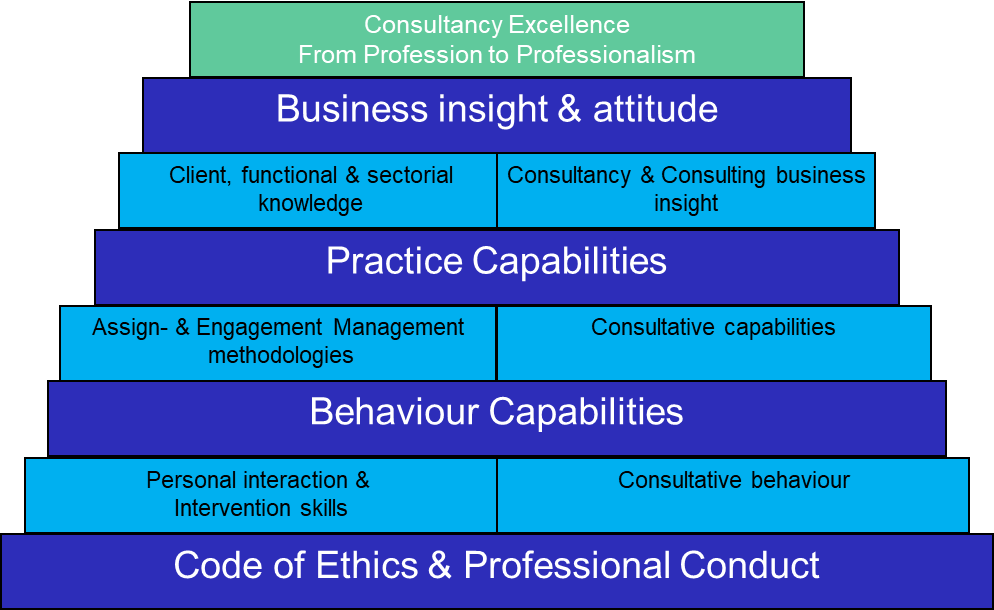 Consultancy Excellence
From Profession to Professionalism
Business insight & attitude
Client, functional & sectorial
knowledge
Consultancy & Consulting business
insight
Practice Capabilities
Assign- & Engagement Management
methodologies
Consultative capabilities
Behaviour Capabilities
Personal interaction &
Intervention skills
Consultative behaviour
Code of Ethics & Professional Conduct